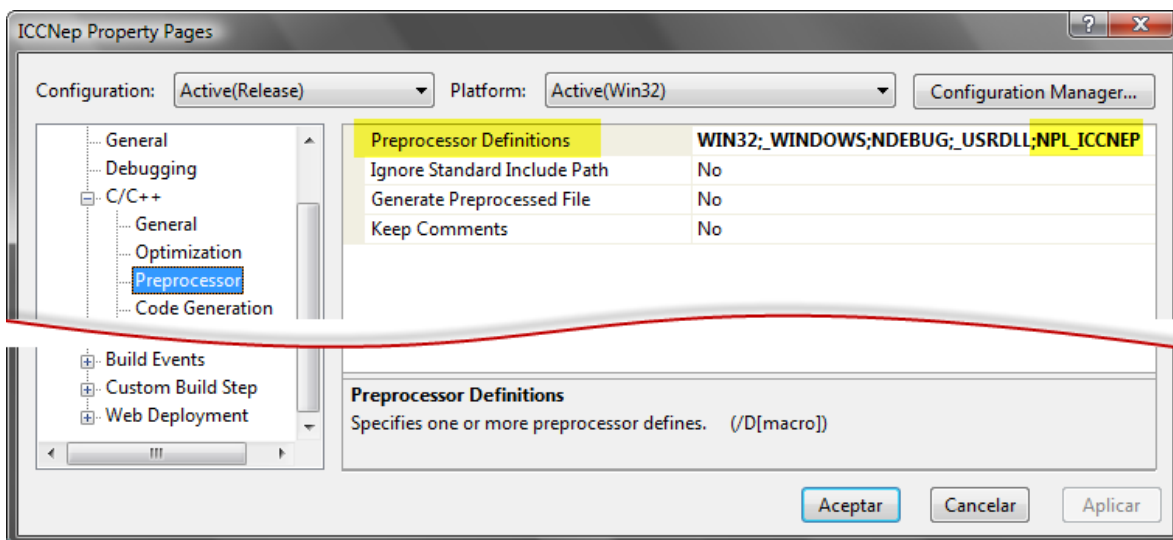 ICCNep Property Pages
Configuration: Active(Release) Platform: Active(Win32) Configuration Manager...
General
Debugging
C/C++
General
Optimization
Preprocessor
Code Generation
Build Events
Custom Build Step
Web Deployment
Preprocessor Definitions WIN32;_WINDOWS;NDEBUG;_USRDLL;NPL_ICCNEP
Ignore Standard Include Path No
Generate Preprocessed File No
Keep Comments No
Preprocessor Definitions
Specifies one or more preprocessor defines. (/D[macro])
Aceptar Cancelar Aplicar